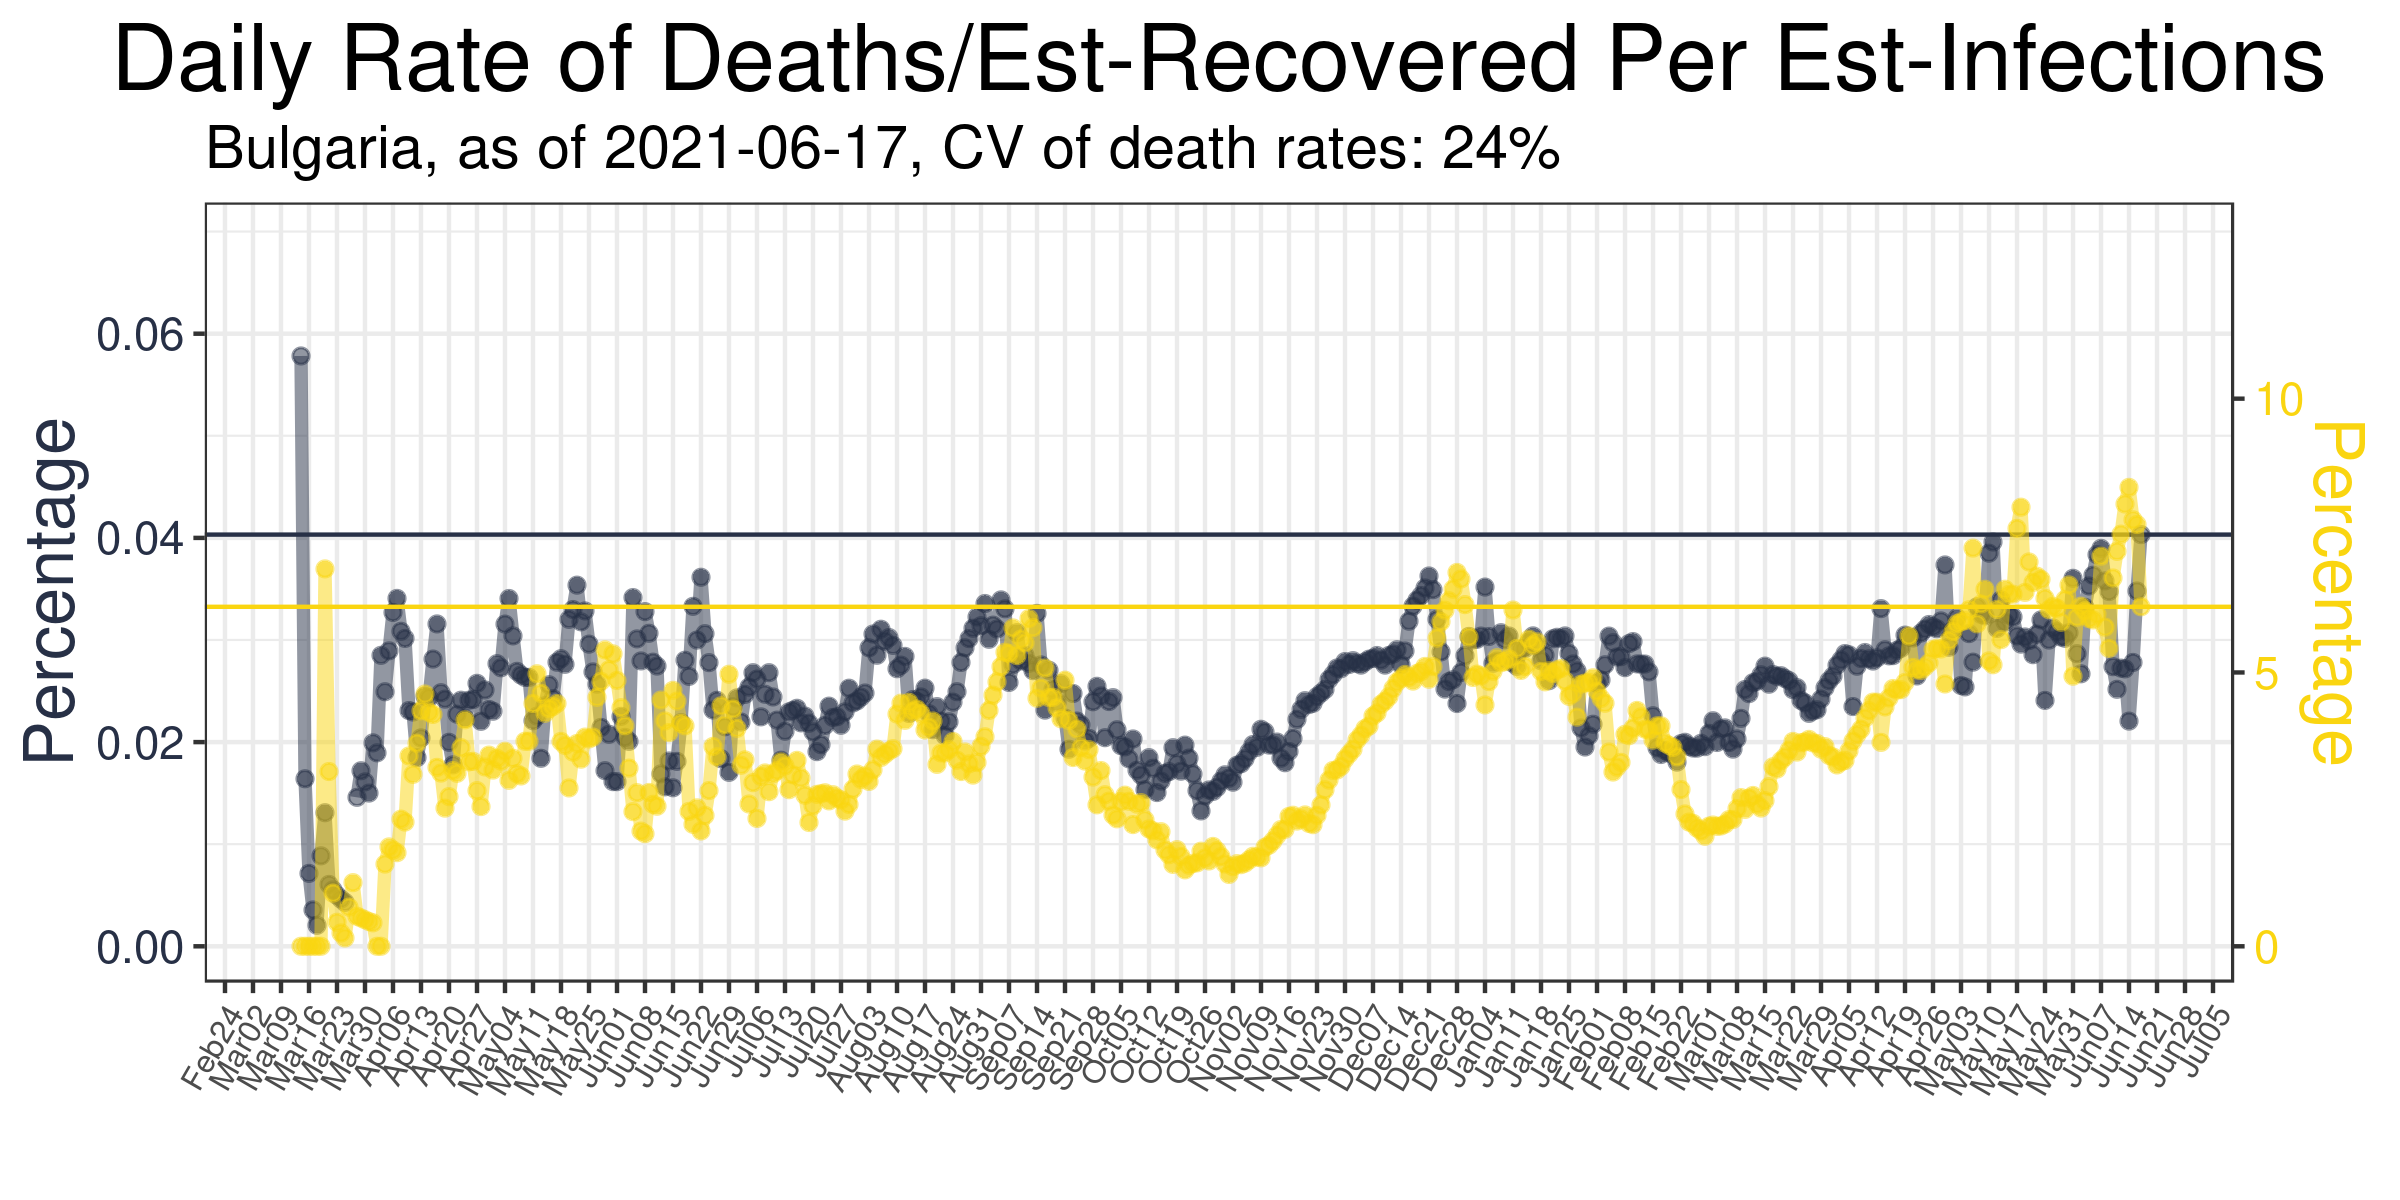 Daily Rate of Deaths/Est-Recovered Per Est-Infections
Bulgaria, as of 2021-06-17, CV of death rates: 24%
Percentage
0.06
0.04
0.02
0.00
10
5
0
Percentage
Feb24
Mar02
Mar09
Mar16
Mar23
Mar30
Apr06
Apr13
Apr20
Apr27
May04
May11
May18
May25
Jun01
Jun08
Jun15
Jun22
Jun29
Jul06
Jul13
Jul20
Jul27
Aug03
Aug10
Aug17
Aug24
Aug31
Sep07
Sep14
Sep21
Sep28
Oct05
Oct12
Oct19
Oct26
Nov02
Nov09
Nov16
Nov23
Nov30
Dec07
Dec14
Dec21
Dec28
Jan04
Jan11
Jan18
Jan25
Feb01
Feb08
Feb15
Feb22
Mar01
Mar08
Mar15
Mar22
Mar29
Apr05
Apr12
Apr19
Apr26
May03
May10
May17
May24
May31
Jun07
Jun14
Jun21
Jun28
Jul05